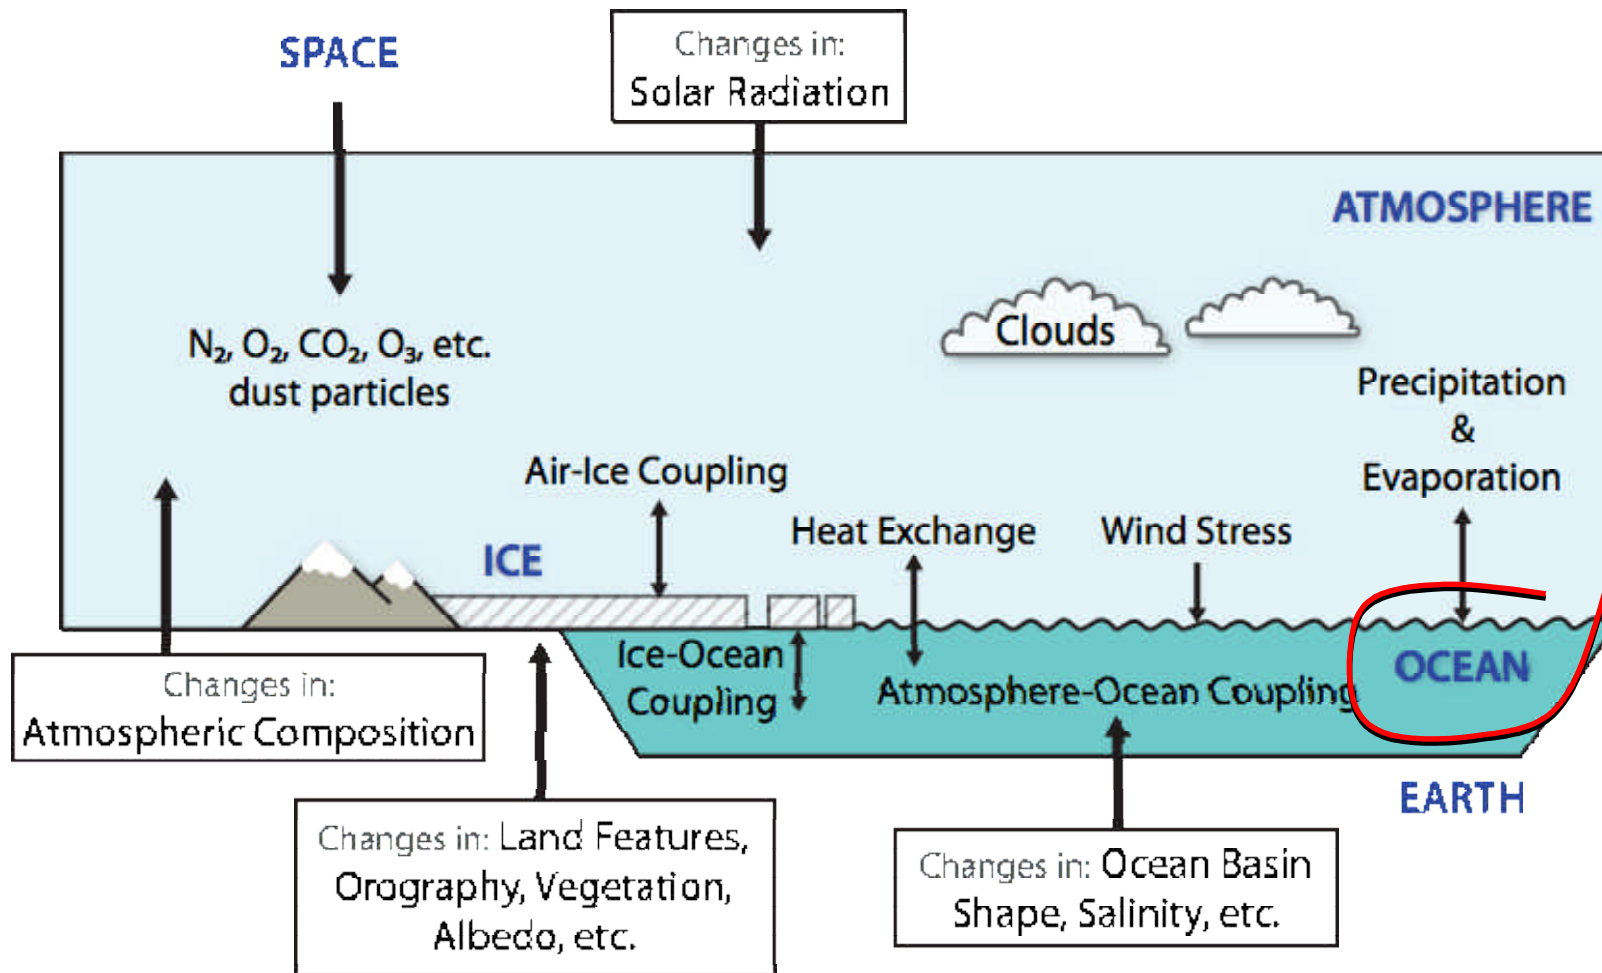 SPACE
Changes in:
Solar Radiation
ATMOSPHERE
Clouds
N₂, O₂, CO₂, O₃, etc.
dust particles
Precipitation
&
Evaporation
Air-Ice Coupling
Heat Exchange
Wind Stress
ICE
Ice-Ocean
Coupling
Atmosphere-Ocean Coupling
OCEAN
Changes in:
Atmospheric Composition
EARTH
Changes in: Land Features,
Orography, Vegetation,
Albedo, etc.
Changes in: Ocean Basin
Shape, Salinity, etc.